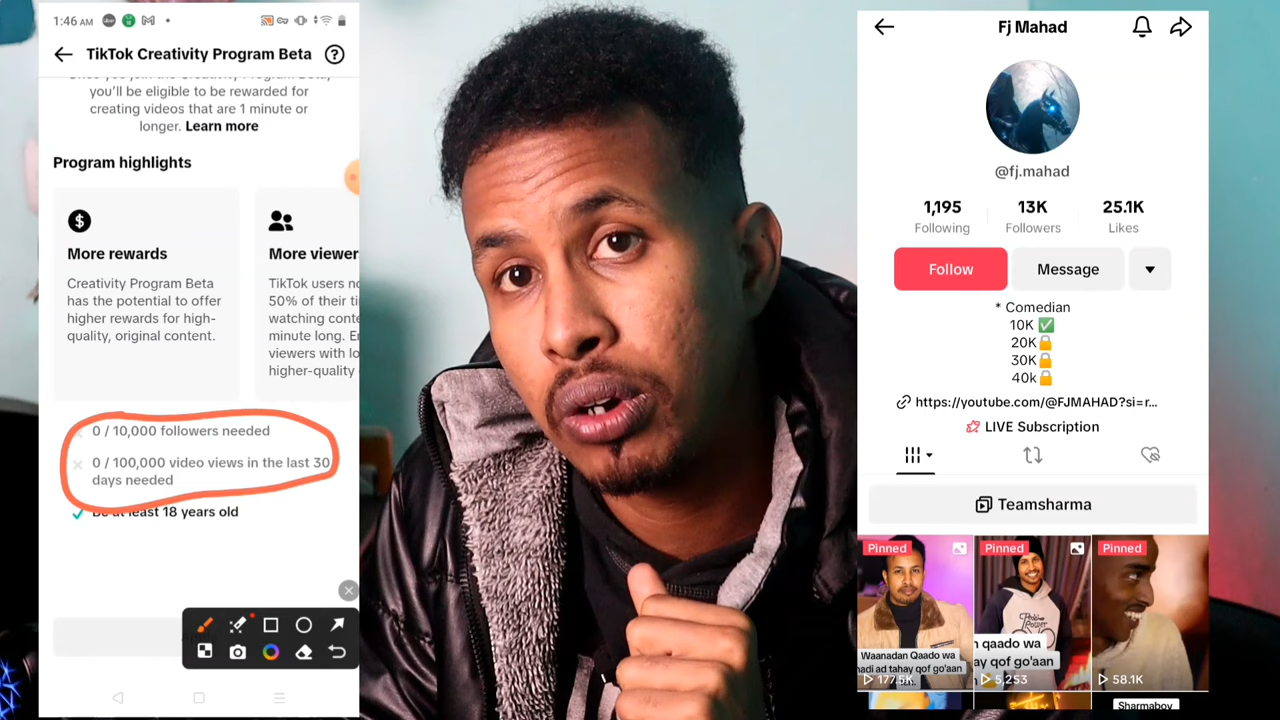 1:46 AM
TikTok Creativity Program Beta
you'll be eligible to be rewarded for
creating videos that are 1 minute or
longer. Learn more
Program highlights
More rewards
Creativity Program Beta
has the potential to offer
higher rewards for high-
quality, original content.
More viewer
TikTok users
50% of their
watching
minute long.
viewers with
higher-quality
0 / 10,000 followers needed
0 / 100,000 video views in the last 30
days needed
Be at least 18 years old
Fj Mahad
@fj.mahad
1,195
Following
13K
Followers
25.1K
Likes
Follow
Message
* Comedian
10K ✅
20K🔒
30K🔒
40k🔒
https://youtube.com/@FJMAHAD?si=r...
LIVE Subscription
Teamsharma
Pinned
Waanadan Qaado wa
ad tahay qof go'aan
177.5K
Pinned
qaado wa
ay qof go'aan
5,253
Pinned
58.1K
Sharmaboy